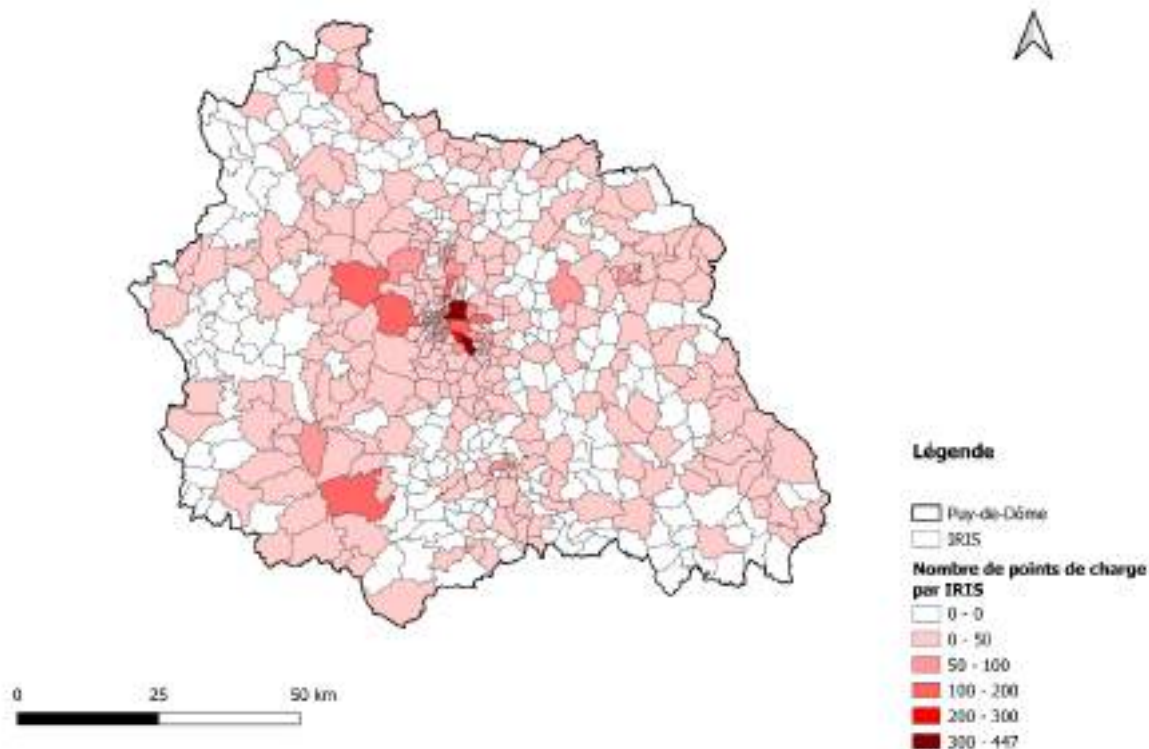 Légende
Puy-de-Dôme
IRIS
Nombre de points de charge
par IRIS
0 - 0
0 - 50
50 - 100
100 - 200
200 - 300
300 - 447
0 25 50 km